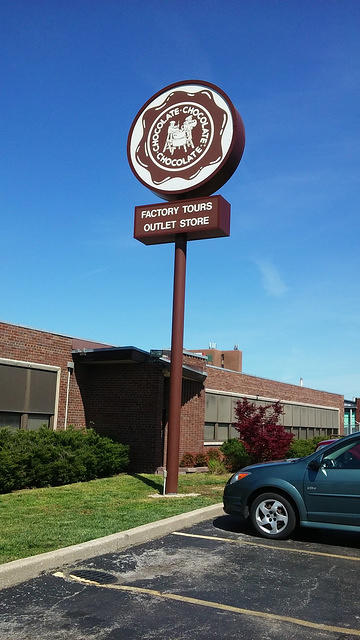 CHOCOLATE · CHOCOLATE · CHOCOLATE ·
FACTORY TOURS
OUTLET STORE